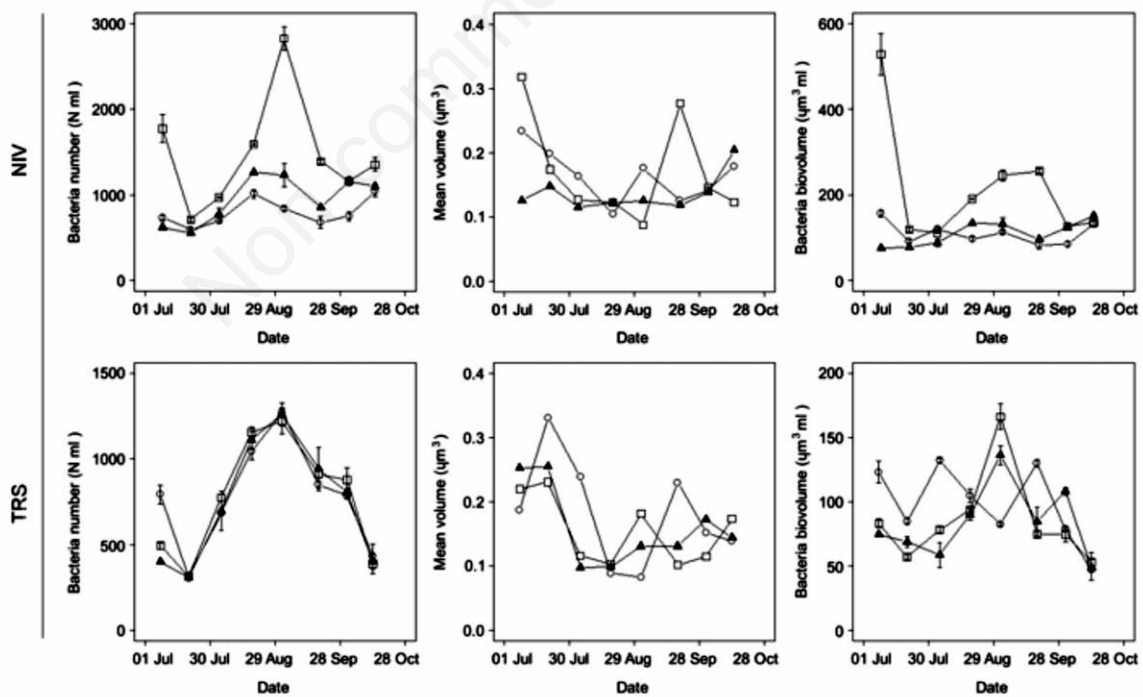 NIV
Bacteria number (N ml)
3000
2000
1000
0
01 Jul 30 Jul 29 Aug 28 Sep 28 Oct
Date
Mean volume (ɥm³)
0.4
0.3
0.2
0.1
0.0
01 Jul 30 Jul 29 Aug 28 Sep 28 Oct
Date
Bacteria biovolume (ɥm³ ml)
600
400
200
0
01 Jul 30 Jul 29 Aug 28 Sep 28 Oct
Date
TRS
Bacteria number (N ml)
1500
1000
500
0
01 Jul 30 Jul 29 Aug 28 Sep 28 Oct
Date
Mean volume (ɥm³)
0.4
0.3
0.2
0.1
0.0
01 Jul 30 Jul 29 Aug 28 Sep 28 Oct
Date
Bacteria biovolume (ɥm³ ml)
200
150
100
50
0
01 Jul 30 Jul 29 Aug 28 Sep 28 Oct
Date